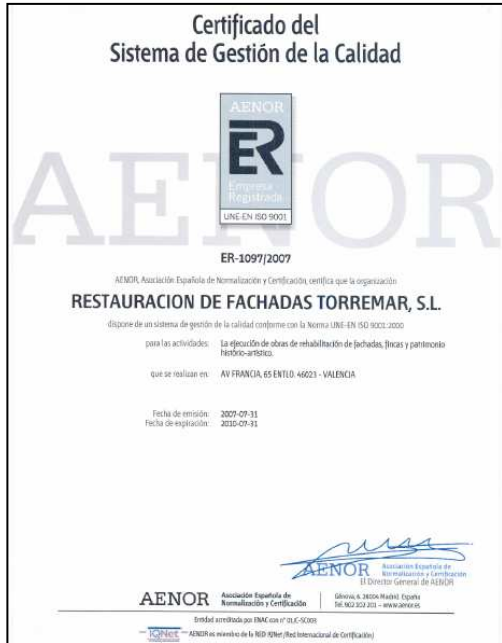 Certificado del
Sistema de Gestión de la Calidad
AENOR
AENOR
ER
Empresa
Registrada
UNE-EN ISO 9001
ER-1097/2007
AENOR, Asociación Española de Normalización y Certificación, certifica que la organización
RESTAURACION DE FACHADAS TORREMAR, S.L.
dispone de un sistema de gestión de la calidad conforme con la Norma UNE-EN ISO 9001:2000
para las actividades: La ejecución de obras de rehabilitación de fachadas, fincas y patrimonio
histório-artístico.
que se realizan en: AV FRANCIA, 65 ENTLO. 46023 - VALENCIA
Fecha de emisión: 2007-07-31
Fecha de expiración: 2010-07-31
AENOR Asociación Española de
Normalización y Certificación
El Director General de AENOR
AENOR Asociación Española de
Normalización y Certificación
Génova, 6. 28004 Madrid. España
Tel. 902 102 201 – www.aenor.es
Entidad acreditada por ENAC con nº
IQNet AENOR es miembro de la RED IQNet (Red Internacional de Certificación)